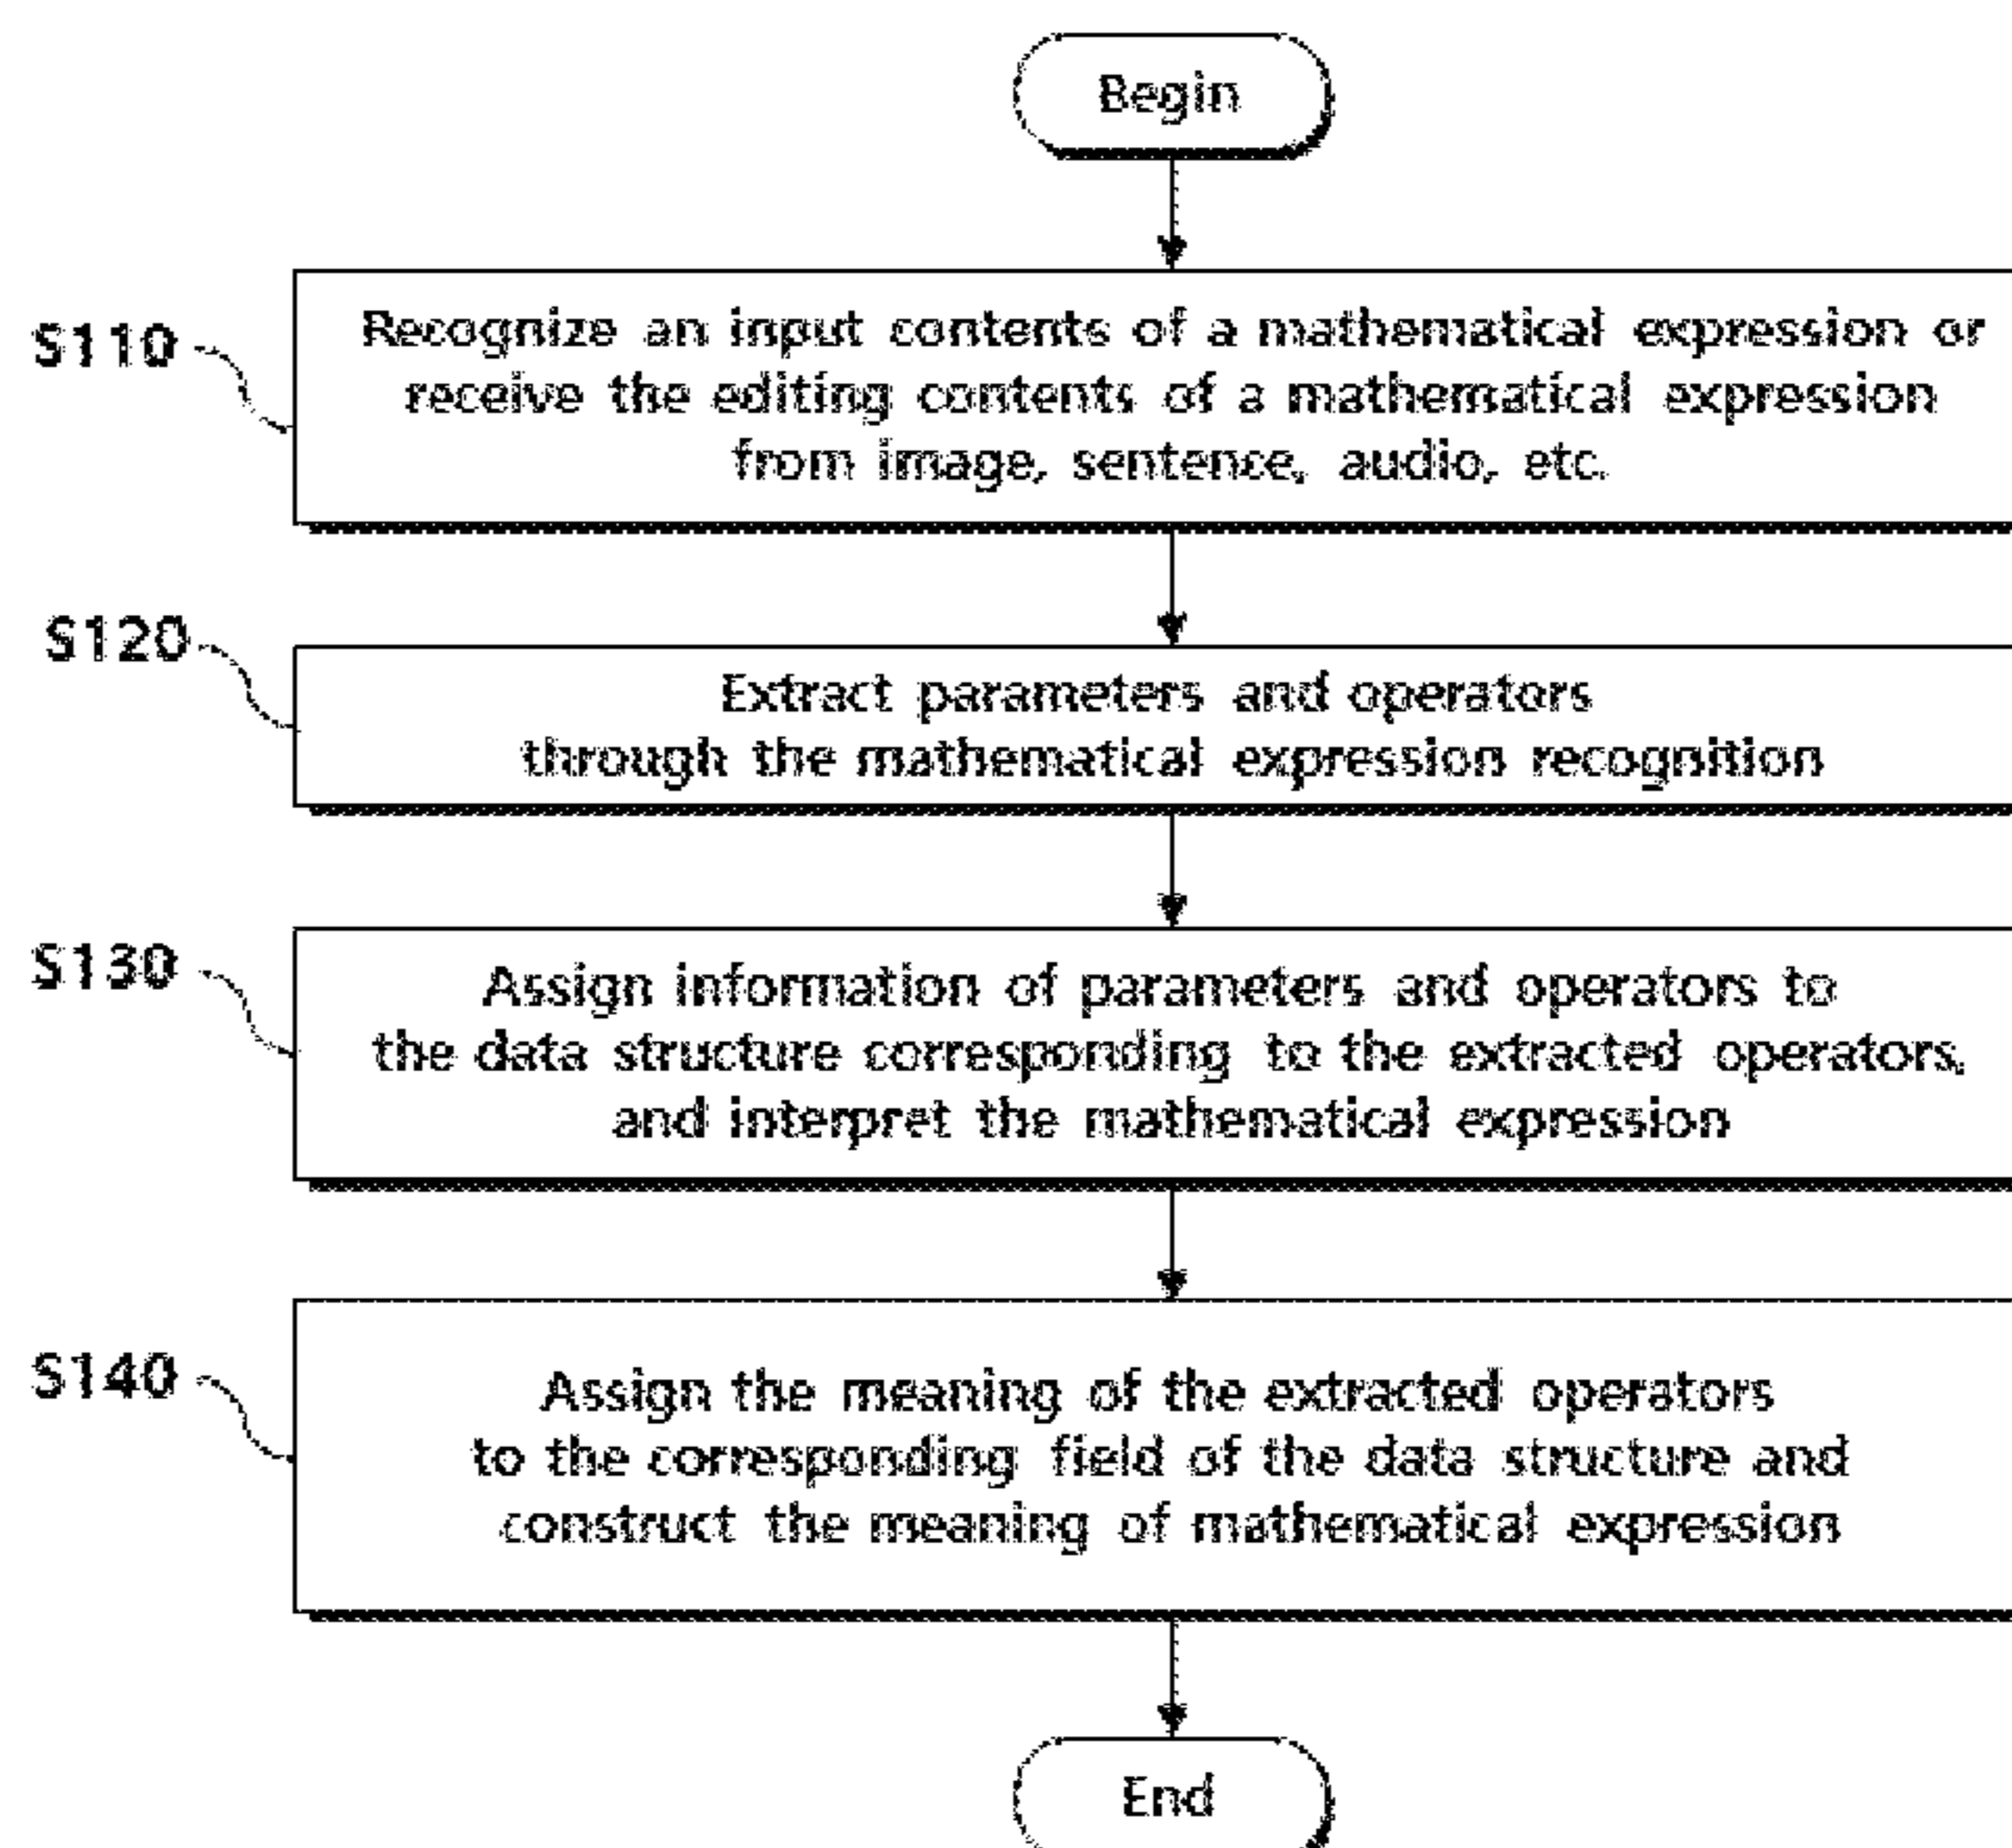 Begin
S110
Recognize an input contents of a mathematical expression or
receive the editing contents of a mathematical expression
from image, sentence, audio, etc.
S120
Extract parameters and operators
through the mathematical expression recognition
S130
Assign information of parameters and operators to
the data structure corresponding to the extracted operators,
and interpret the mathematical expression
S140
Assign the meaning of the extracted operators
to the corresponding field of the data structure and
construct the meaning of mathematical expression
End